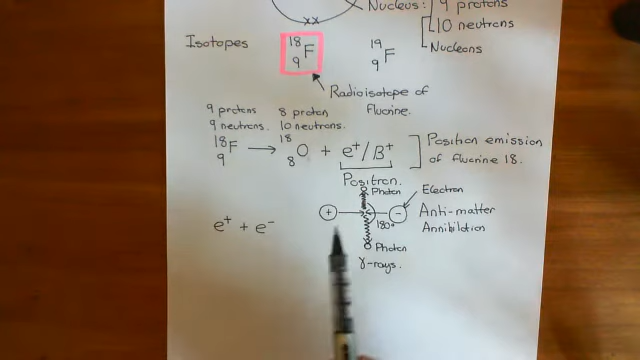 Nucleus: 9 protons
10 neutrons
Nucleons
xx
Isotopes
18 9 F
19 9 F
Radioisotope of
fluorine.
9 protons 8 proton
9 neutrons. 10 neutrons.
18 9 F → 18 8 O + e⁺/β⁺
Positron.
Positron emission
of fluorine 18.
Photon
Electron
+
−
180°
Anti-matter
Annihilation
e⁺ + e⁻
Photon
γ-rays.